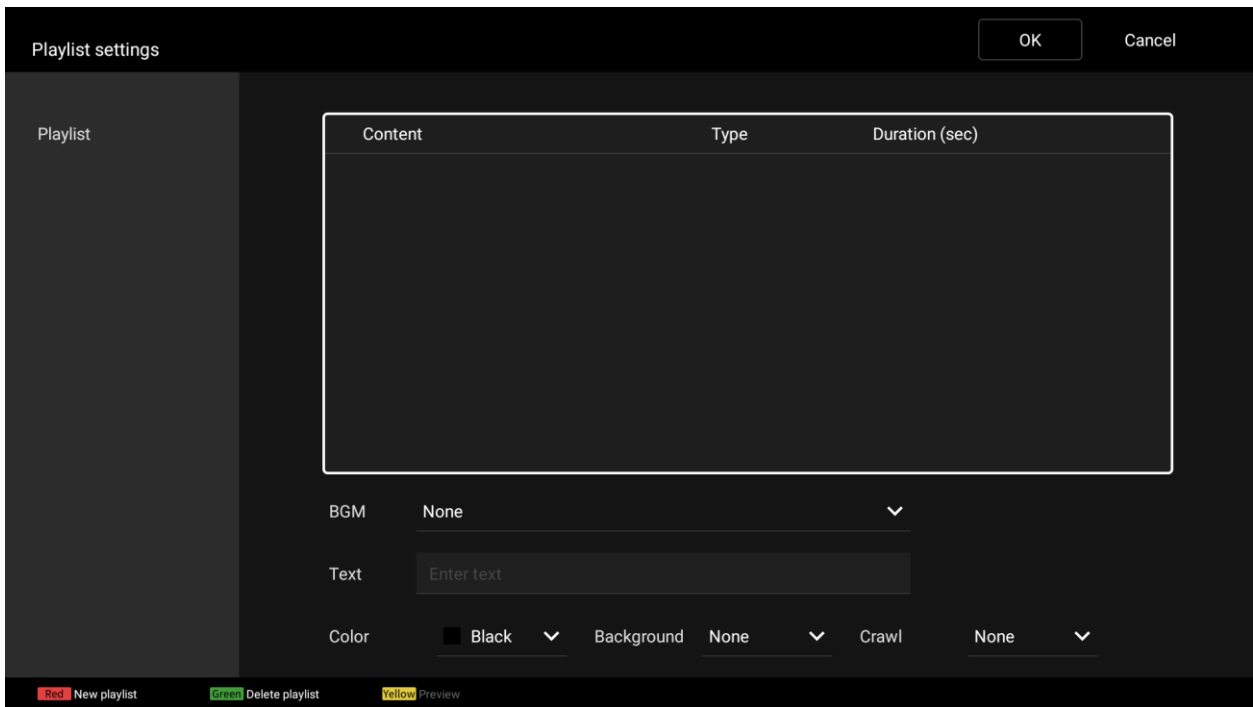 Playlist settings
OK
Cancel
Playlist
Content Type Duration (sec)
BGM None
Text Enter text
Color Black Background None Crawl None
Red New playlist Green Delete playlist Yellow Preview